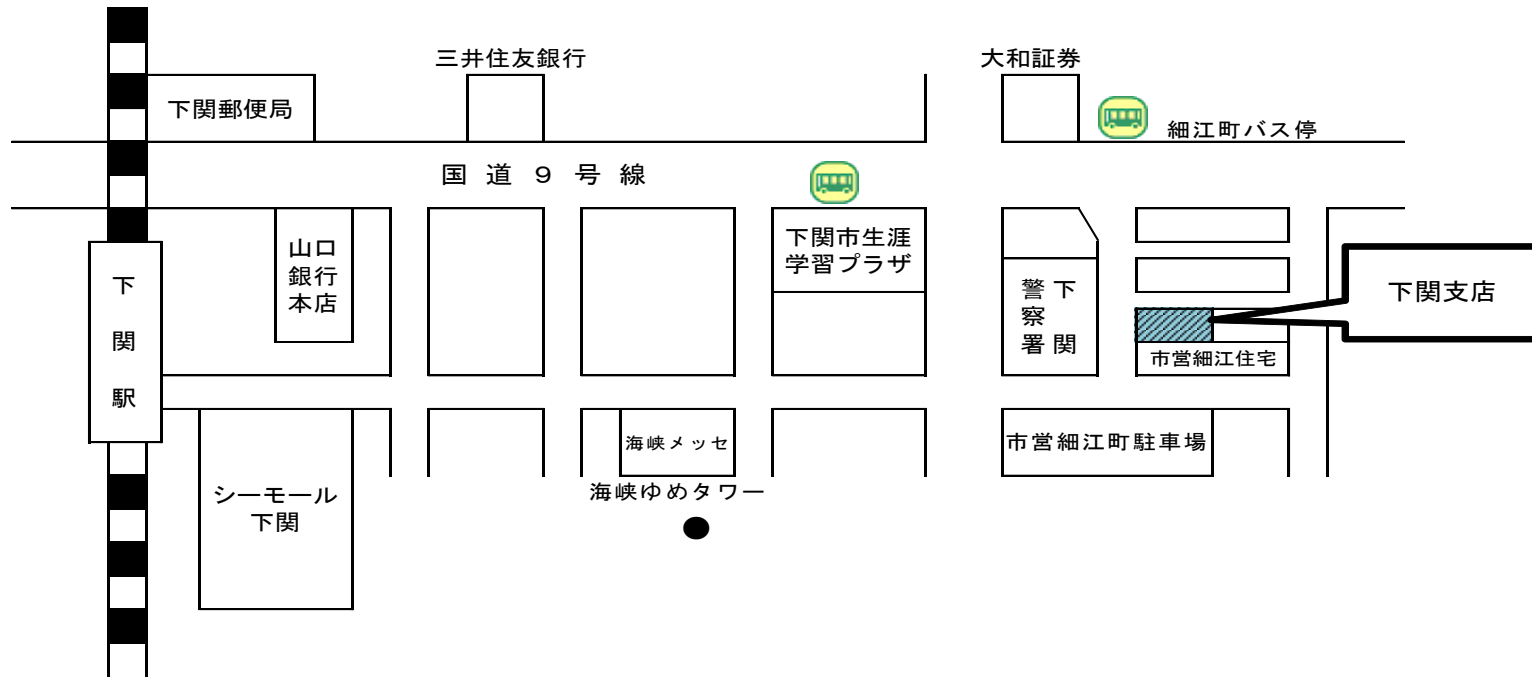 三井住友銀行
大和証券
下関郵便局
細江町バス停
国道９号線
下関駅
山口
銀行
本店
下関市生涯
学習プラザ
下関
警察署
下関支店
市営細江住宅
海峡メッセ
市営細江町駐車場
シーモール
下関
海峡ゆめタワー